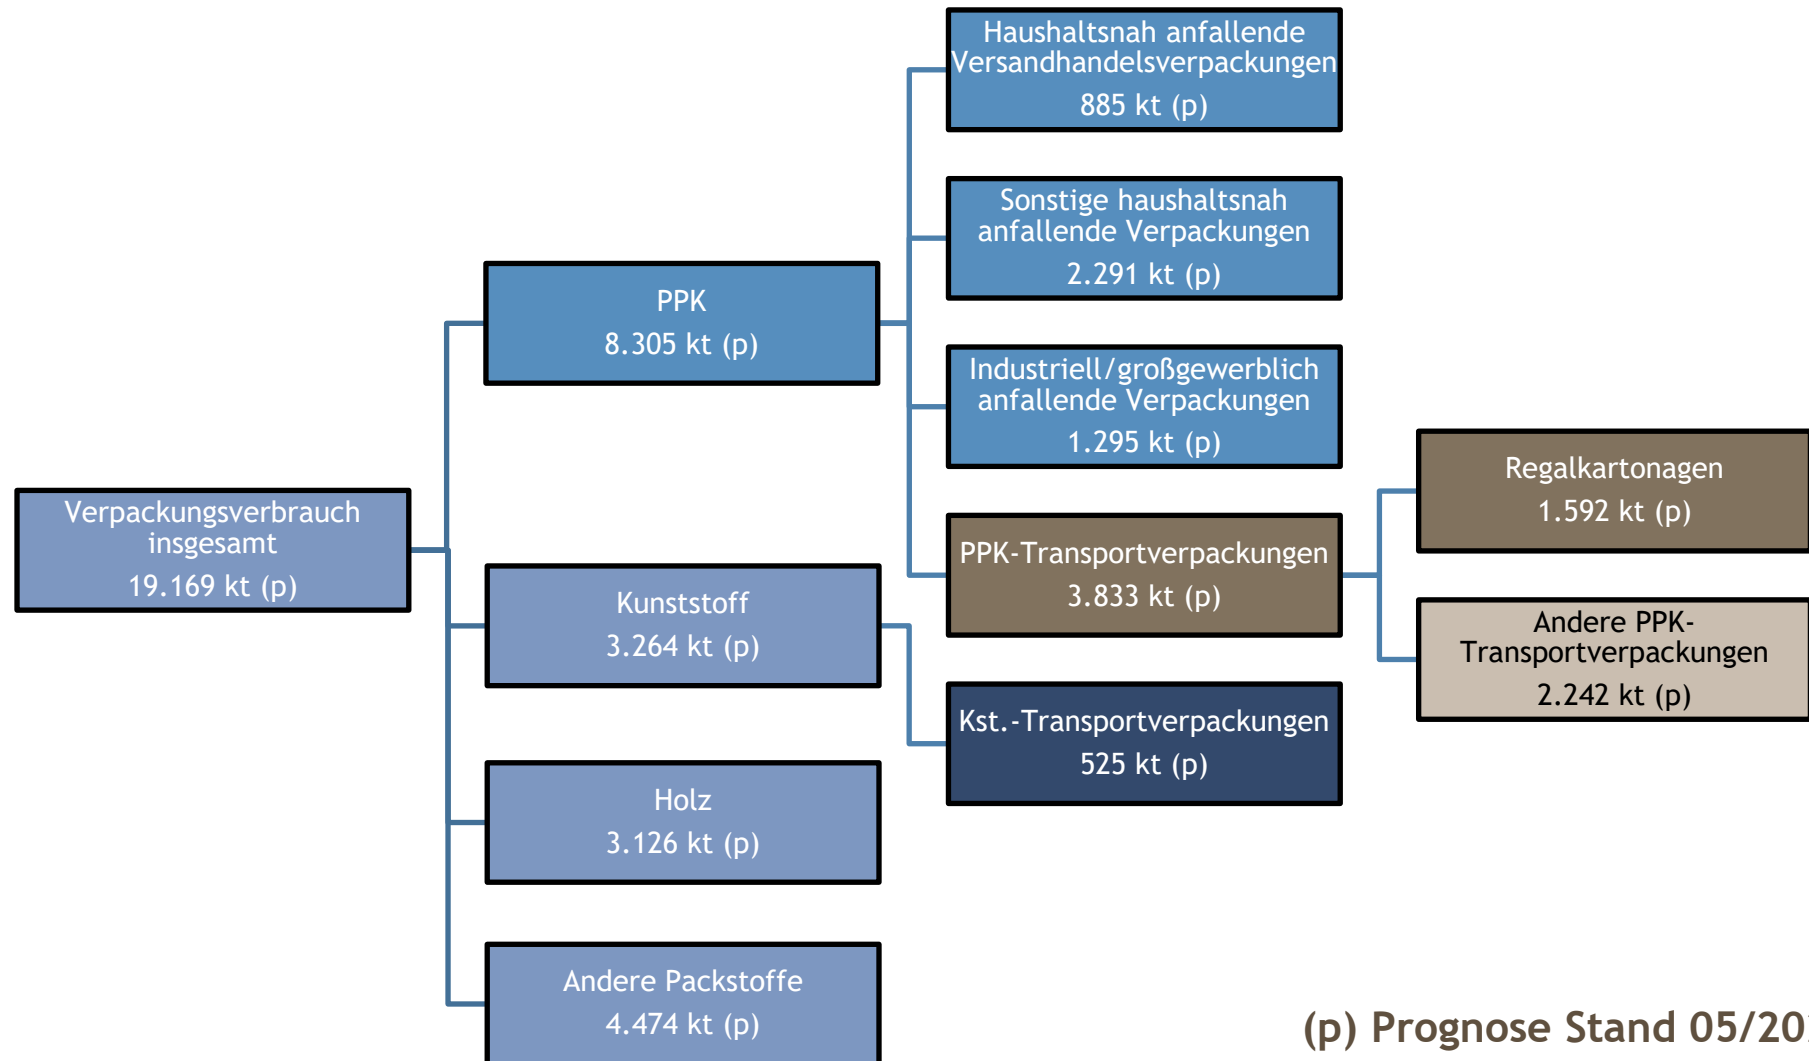 Verpackungsverbrauch
insgesamt
19.169 kt (p)
PPK
8.305 kt (p)
Kunststoff
3.264 kt (p)
Holz
3.126 kt (p)
Andere Packstoffe
4.474 kt (p)
Haushaltsnah anfallende
Versandhandelsverpackungen
885 kt (p)
Sonstige haushaltsnah
anfallende Verpackungen
2.291 kt (p)
Industriell/großgewerblich
anfallende Verpackungen
1.295 kt (p)
PPK-Transportverpackungen
3.833 kt (p)
Kst.-Transportverpackungen
525 kt (p)
Regalkartonagen
1.592 kt (p)
Andere PPK-
Transportverpackungen
2.242 kt (p)
(p) Prognose Stand